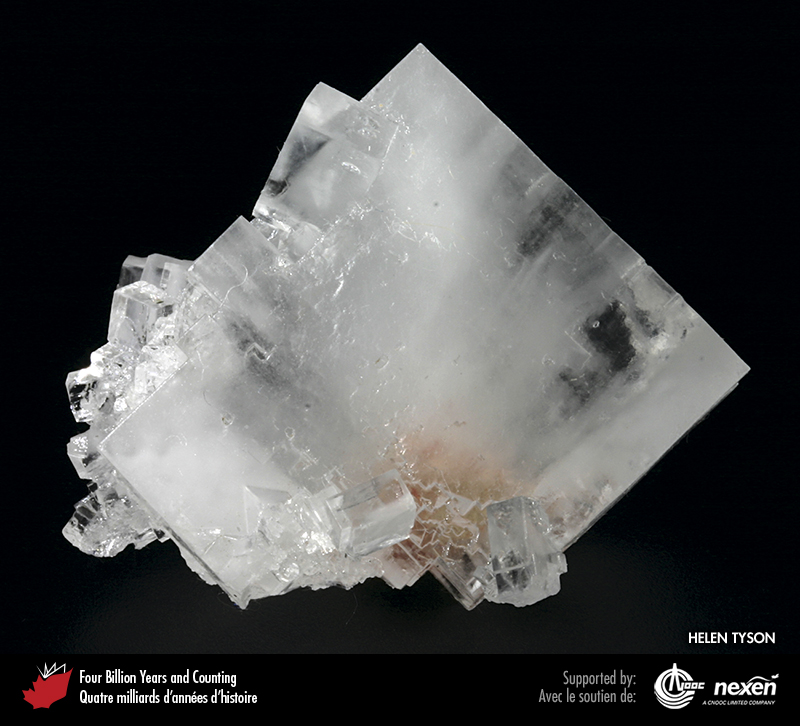 HELEN TYSON
Four Billion Years and Counting
Quatre milliards d'années d'histoire
Supported by:
Avec le soutien de:
CNOOC
nexen
A CNOOC LIMITED COMPANY